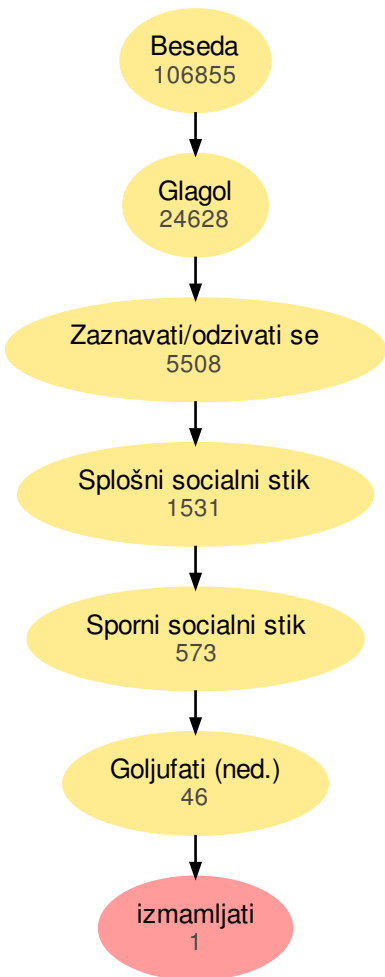 Beseda
106855
Glagol
24628
Zaznavati/odzivati se
5508
Splošni socialni stik
1531
Sporni socialni stik
573
Goljufati (ned.)
46
izmamljati
1